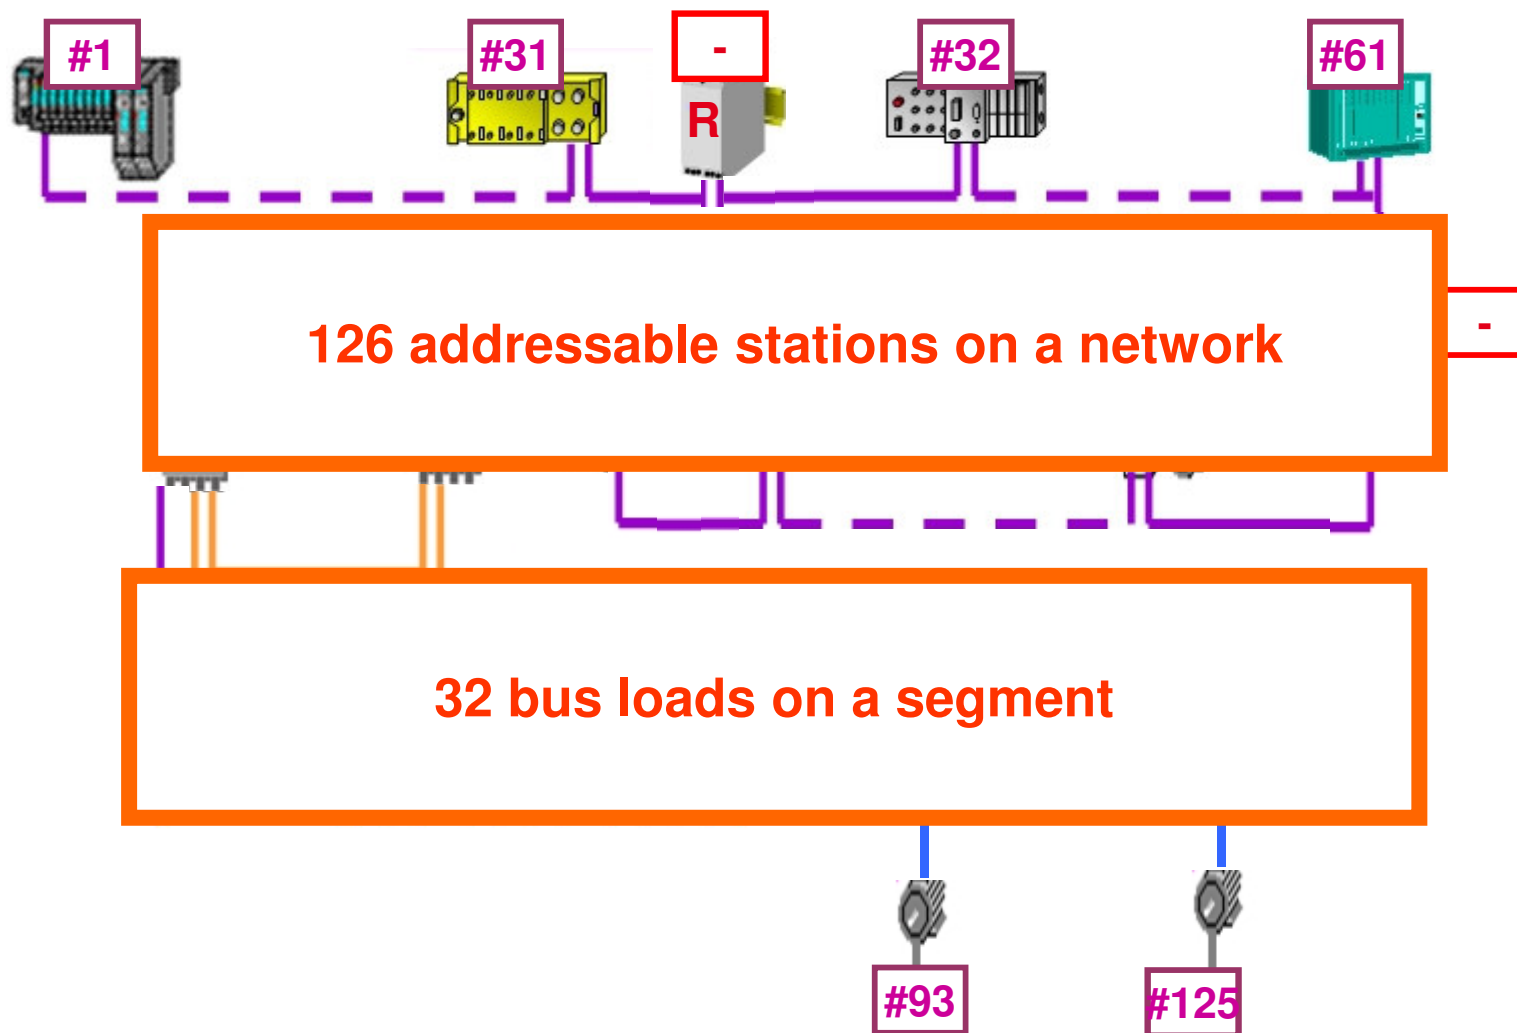 #1
#31
-
#32
#61
R
126 addressable stations on a network
-
32 bus loads on a segment
#93
#125